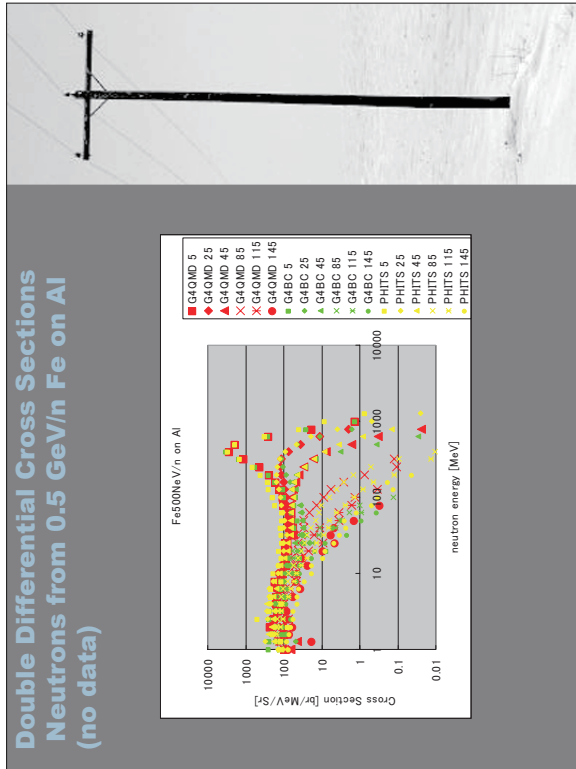 Double Differential Cross Sections
Neutrons from 0.5 GeV/n Fe on Al
(no data)
Fe500NeV/n on Al
Cross Section [br/MeV/Sr]
10000
1000
100
10
1
0.1
0.01
10
100
1000
10000
neutron energy [MeV]
G4QMD 5
G4QMD 25
G4QMD 45
G4QMD 85
G4QMD 115
G4QMD 145
G4BC 5
G4BC 25
G4BC 45
G4BC 85
G4BC 115
G4BC 145
PHITS 5
PHITS 25
PHITS 45
PHITS 85
PHITS 115
PHITS 145